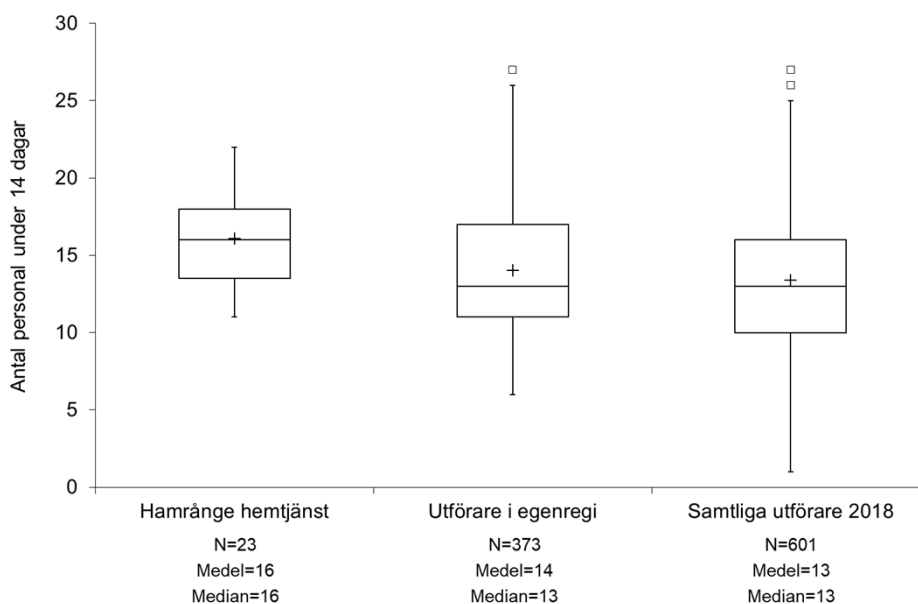 Antal personal under 14 dagar
30
25
20
15
10
5
0
Hamrånge hemtjänst
N=23
Medel=16
Median=16
Utförare i egenregi
N=373
Medel=14
Median=13
Samtliga utförare 2018
N=601
Medel=13
Median=13